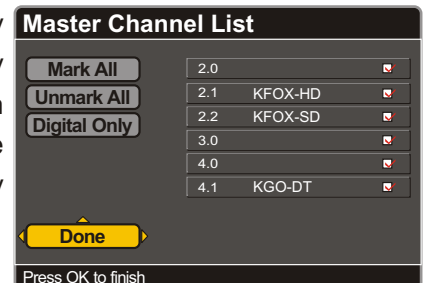 Master Channel List
Mark All
Unmark All
Digital Only
Done
2.0
2.1 KFOX-HD
2.2 KFOX-SD
3.0
4.0
4.1 KGO-DT
Press OK to finish